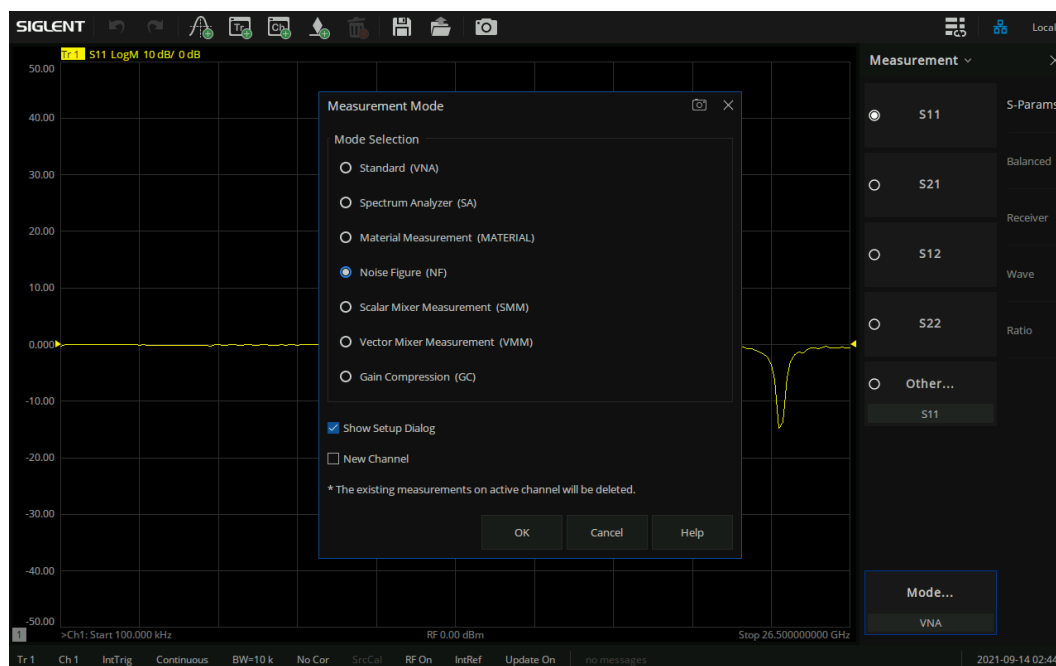 SIGLENT
Tr
Ch
Local
Tr 1 S11 LogM 10 dB/ 0 dB
Measurement
50.00
40.00
30.00
20.00
10.00
0.000
-10.00
-20.00
-30.00
-40.00
-50.00
Measurement Mode
Mode Selection
Standard (VNA)
Spectrum Analyzer (SA)
Material Measurement (MATERIAL)
Noise Figure (NF)
Scalar Mixer Measurement (SMM)
Vector Mixer Measurement (VMM)
Gain Compression (GC)
Show Setup Dialog
New Channel
* The existing measurements on active channel will be deleted.
OK Cancel Help
S11
S21
S12
S22
Other...
S11
S-Params
Balanced
Receiver
Wave
Ratio
Mode...
VNA
1 >Ch1: Start 100.000 kHz RF 0.00 dBm Stop 26.500000000 GHz
Tr 1 Ch 1 IntTrig Continuous BW=10 k No Cor SrcCal RF On IntRef Update On no messages 2021-09-14 02:44